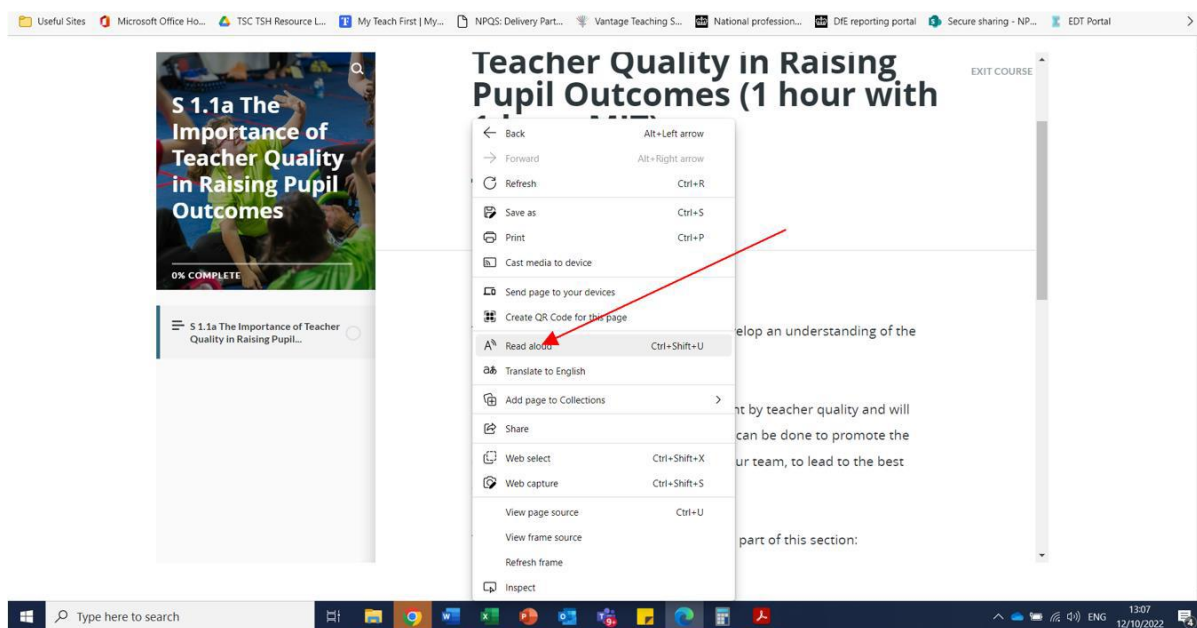 Useful Sites Microsoft Office Ho... TSC TSH Resource L... My Teach First | My... NPQS: Delivery Part... Vantage Teaching S... National profession... DfE reporting portal Secure sharing - NP... EDT Portal
Teacher Quality in Raising
Pupil Outcomes (1 hour with
EXIT COURSE
S 1.1a The
Importance of
Teacher Quality
in Raising Pupil
Outcomes
0% COMPLETE
S 1.1a The Importance of Teacher
Quality in Raising Pupil...
Back Alt+Left arrow
Forward Alt+Right arrow
Refresh Ctrl+R
Save as Ctrl+S
Print Ctrl+P
Cast media to device
Send page to your devices
Create QR Code for this page
Read aloud Ctrl+Shift+U
Translate to English
Add page to Collections
Share
Web select Ctrl+Shift+X
Web capture Ctrl+Shift+S
View page source Ctrl+U
View frame source
Refresh frame
Inspect
elop an understanding of the
nt by teacher quality and will
can be done to promote the
ur team, to lead to the best
part of this section:
Type here to search
ENG
13:07
12/10/2022